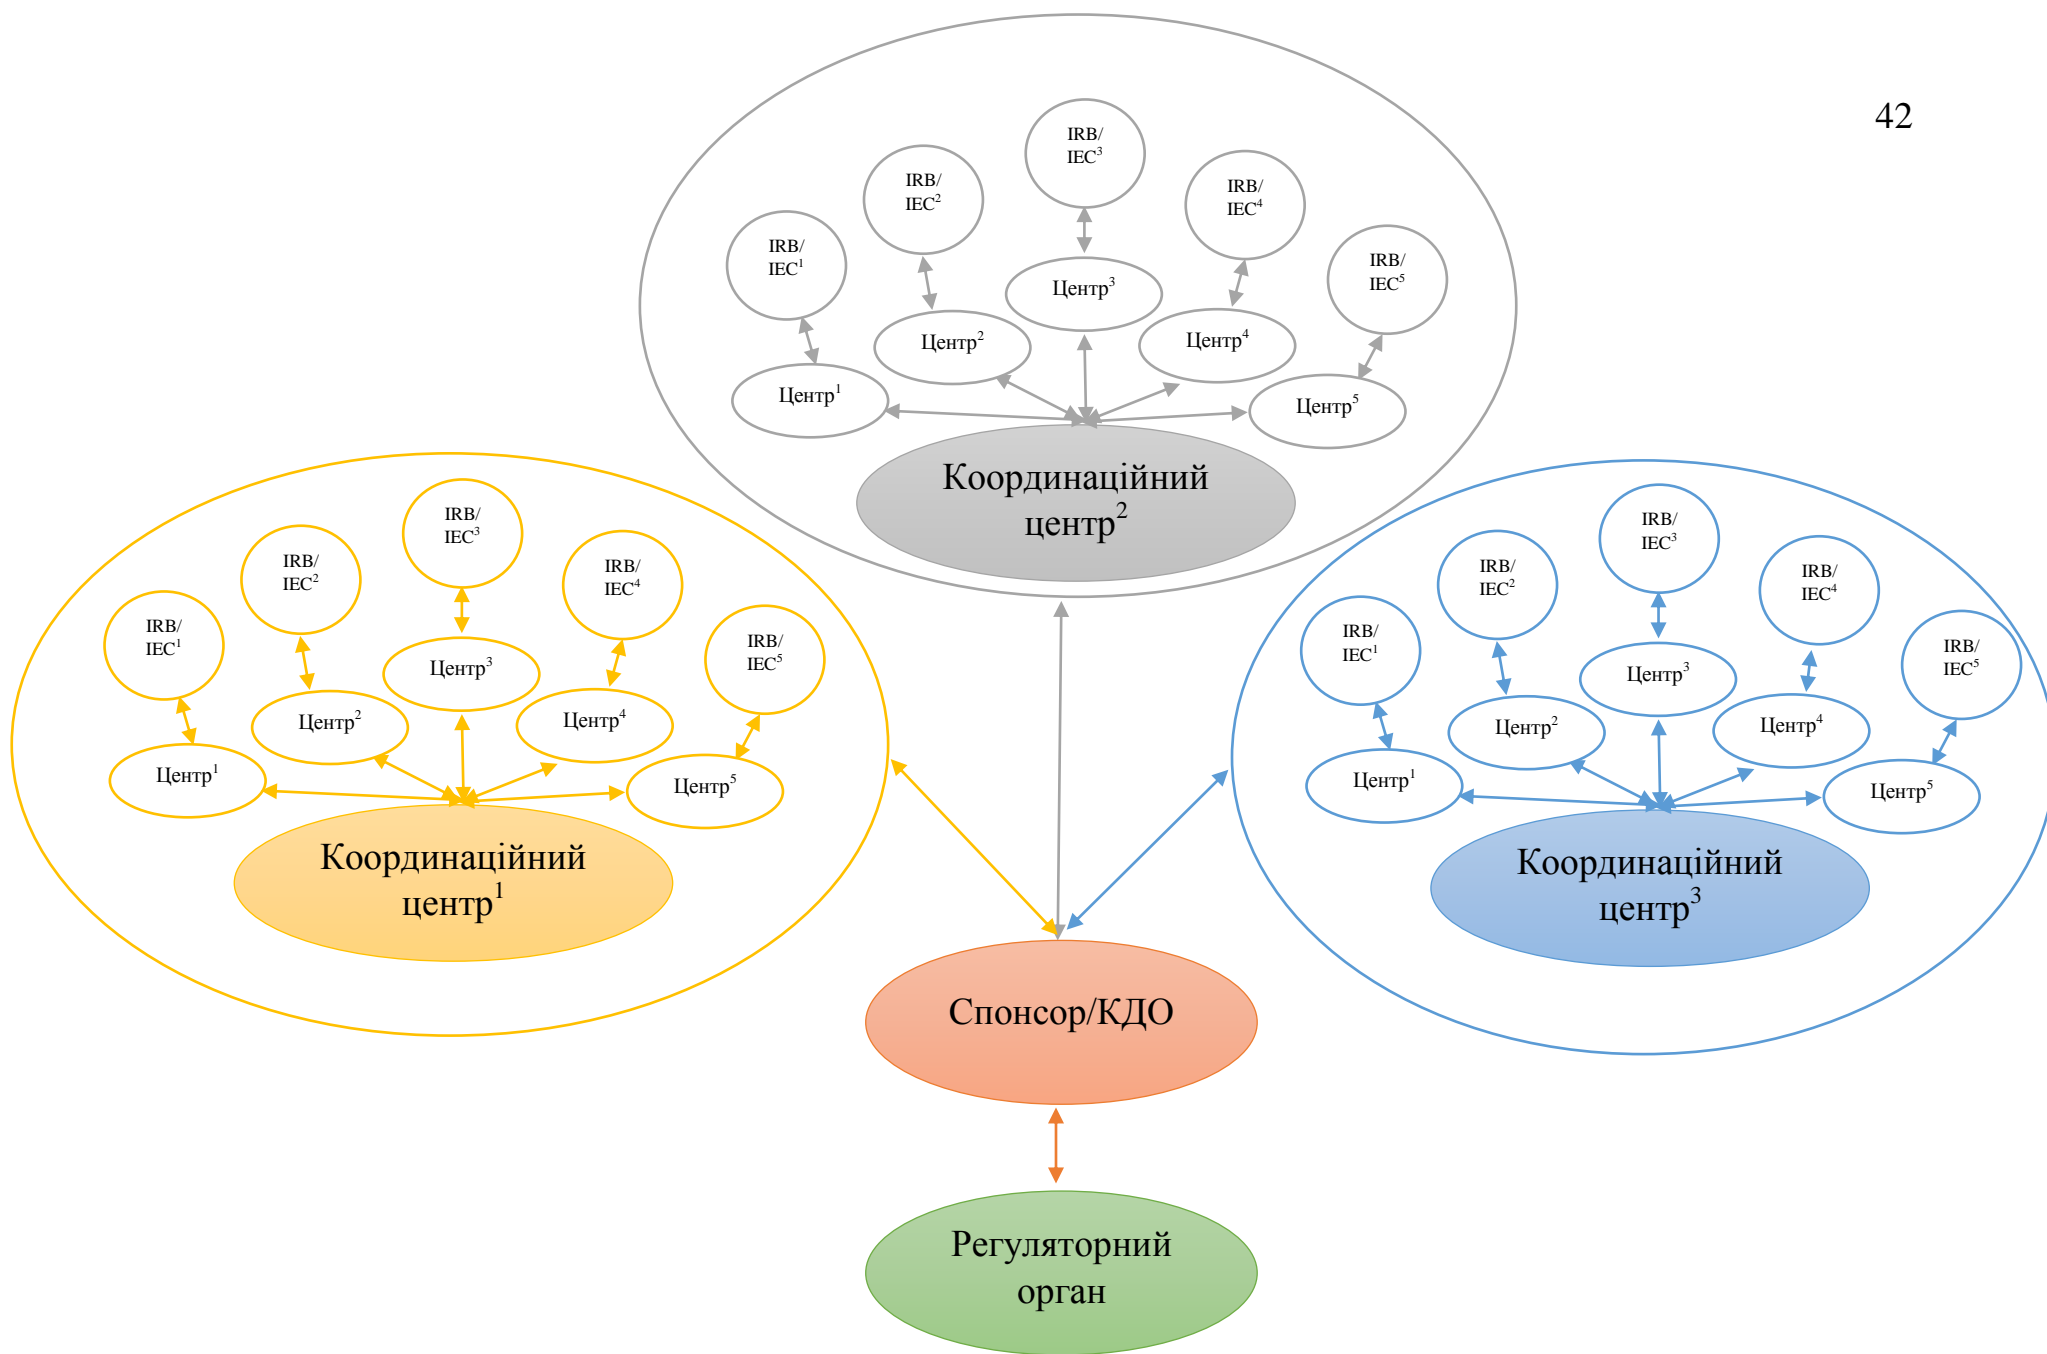 42
IRB/
IEC³
IRB/
IEC²
IRB/
IEC⁴
IRB/
IEC¹
IRB/
IEC⁵
Центр³
Центр²
Центр⁴
Центр¹
Центр⁵
Координаційний
центр²
IRB/
IEC³
IRB/
IEC²
IRB/
IEC⁴
IRB/
IEC¹
IRB/
IEC⁵
Центр³
Центр²
Центр⁴
Центр¹
Центр⁵
Координаційний
центр¹
IRB/
IEC³
IRB/
IEC²
IRB/
IEC⁴
IRB/
IEC¹
IRB/
IEC⁵
Центр³
Центр²
Центр⁴
Центр¹
Центр⁵
Координаційний
центр³
Спонсор/КДО
Регуляторний
орган